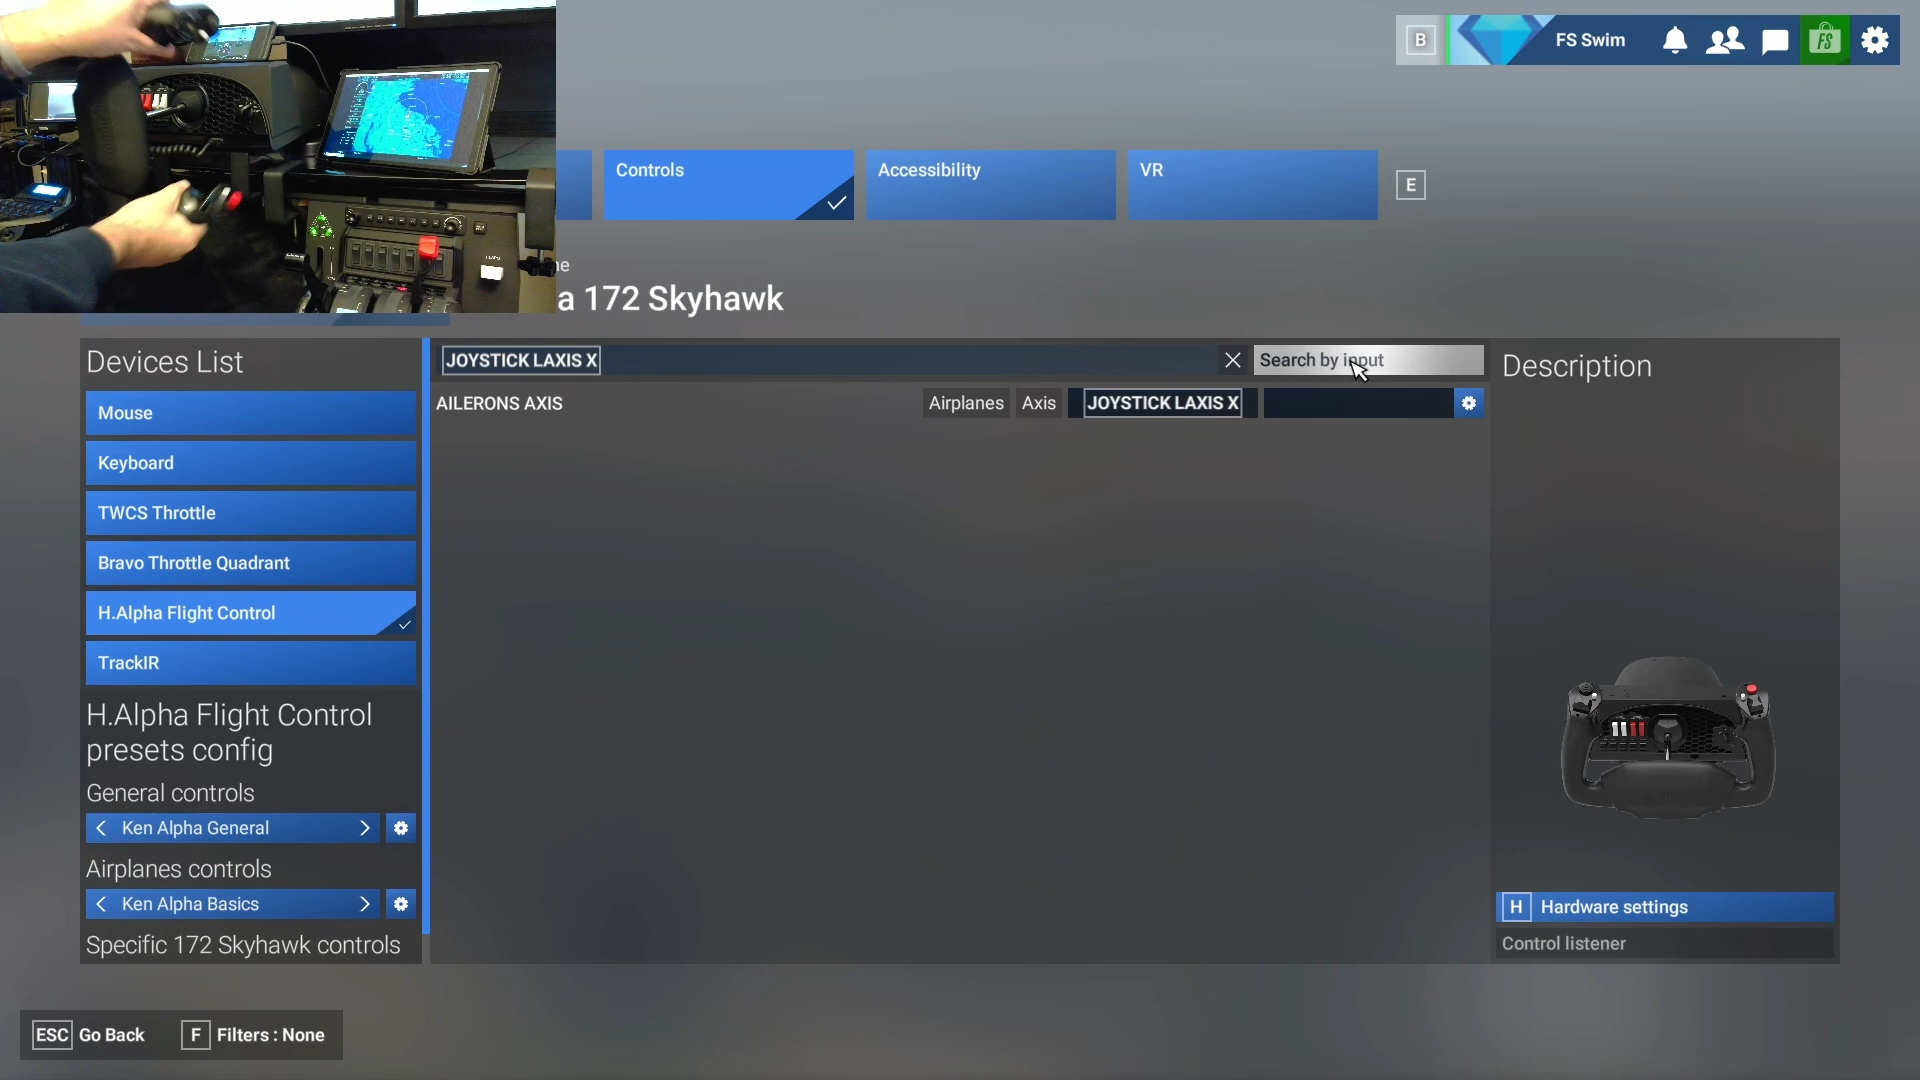 B FS Swim FS
Controls Accessibility VR E
a 172 Skyhawk
Devices List
Mouse
Keyboard
TWCS Throttle
Bravo Throttle Quadrant
H.Alpha Flight Control
TrackIR
H.Alpha Flight Control
presets config
General controls
Ken Alpha General
Airplanes controls
Ken Alpha Basics
Specific 172 Skyhawk controls
JOYSTICK LAXIS X Search by input
AILERONS AXIS Airplanes Axis JOYSTICK LAXIS X
Description
H Hardware settings
Control listener
ESC Go Back F Filters : None